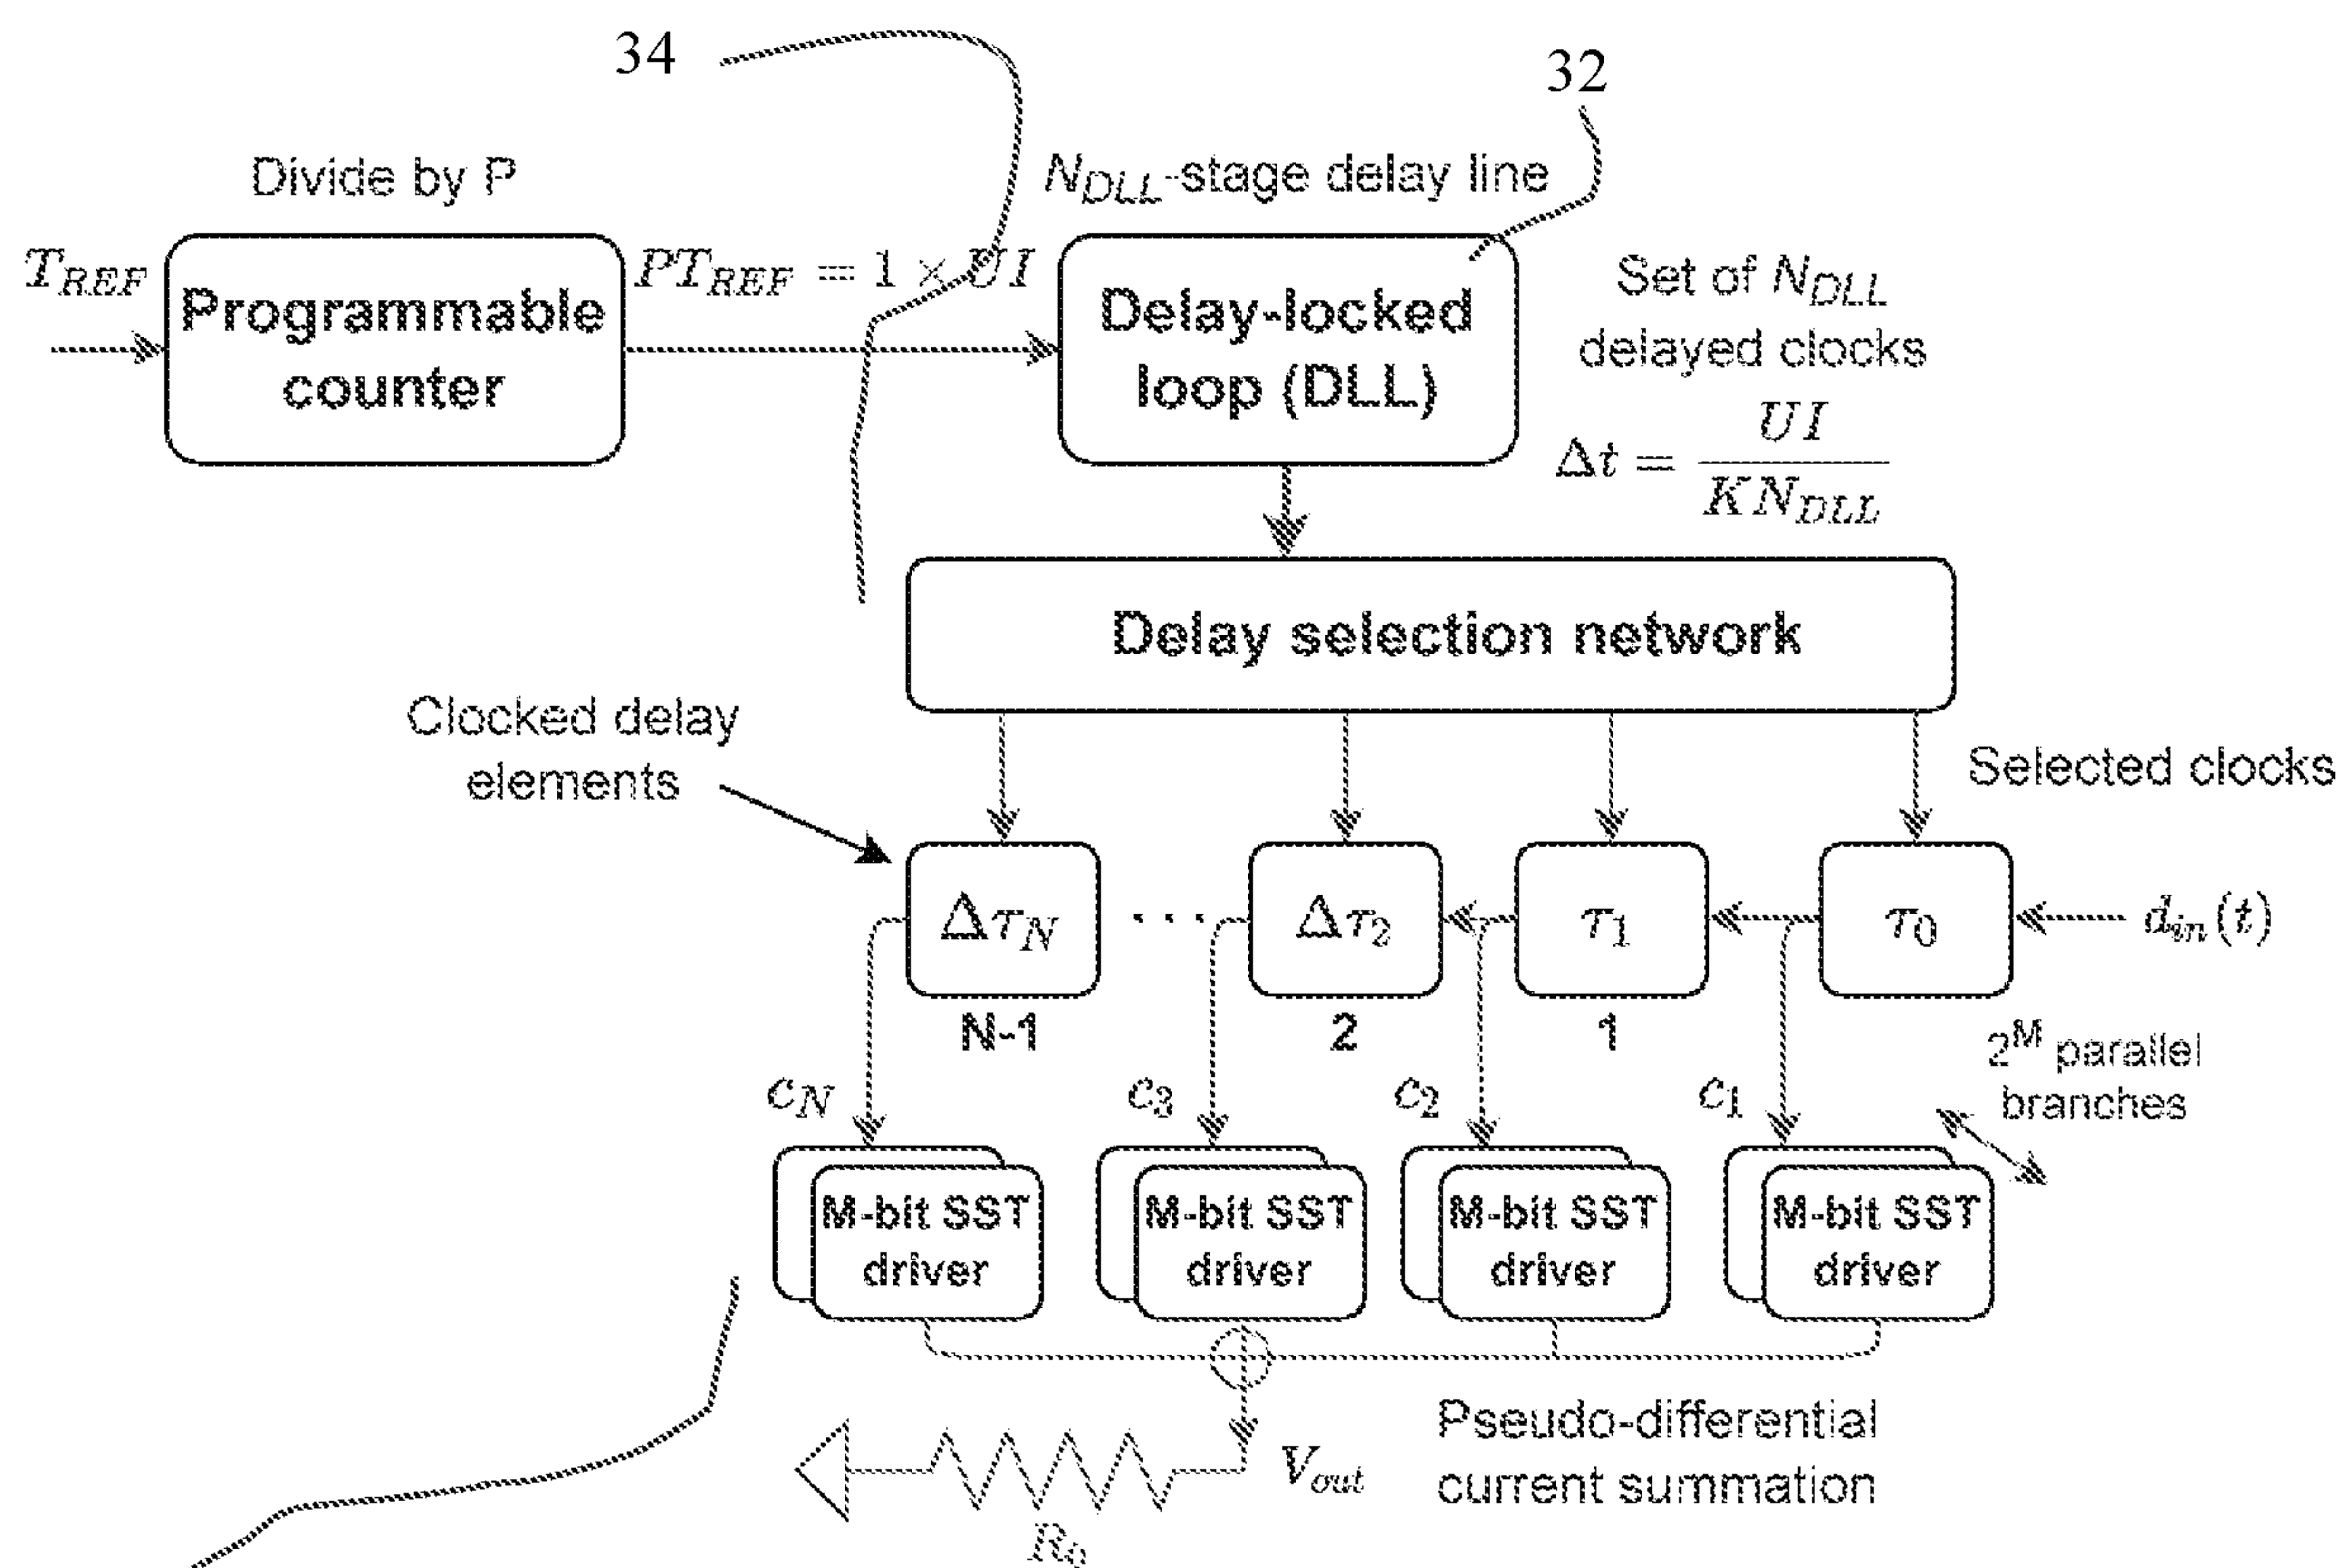 34
32
Divide by P
N_DLL-stage delay line
T_REF
Programmable
counter
PT_REF = 1 × UI
Delay-locked
loop (DLL)
Set of N_DLL
delayed clocks
Δt = UI / KN_DLL
Delay selection network
Clocked delay
elements
Selected clocks
Δτ_N
· · ·
Δτ_2
τ_1
τ_0
d_in(t)
N-1
2
1
2^M parallel
branches
c_N
c_3
c_2
c_1
M-bit SST
driver
M-bit SST
driver
M-bit SST
driver
M-bit SST
driver
V_out
Pseudo-differential
current summation
R_0